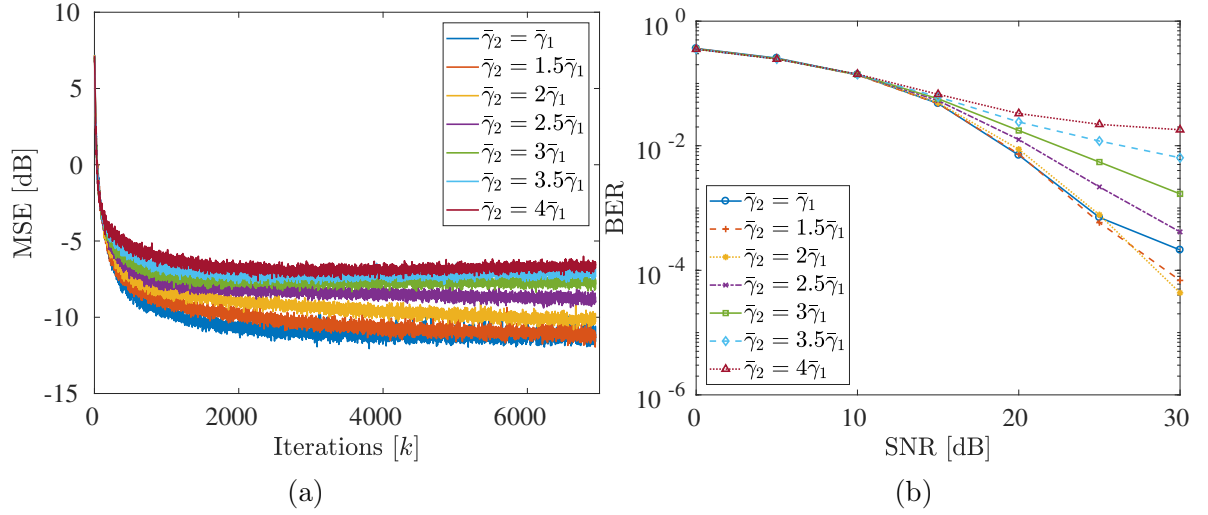 10
5
0
-5
-10
-15
MSE [dB]
0
2000
4000
6000
Iterations [k]
γ̄₂ = γ̄₁
γ̄₂ = 1.5γ̄₁
γ̄₂ = 2γ̄₁
γ̄₂ = 2.5γ̄₁
γ̄₂ = 3γ̄₁
γ̄₂ = 3.5γ̄₁
γ̄₂ = 4γ̄₁
(a)
10⁰
10⁻²
10⁻⁴
10⁻⁶
BER
0
10
20
30
SNR [dB]
γ̄₂ = γ̄₁
γ̄₂ = 1.5γ̄₁
γ̄₂ = 2γ̄₁
γ̄₂ = 2.5γ̄₁
γ̄₂ = 3γ̄₁
γ̄₂ = 3.5γ̄₁
γ̄₂ = 4γ̄₁
(b)